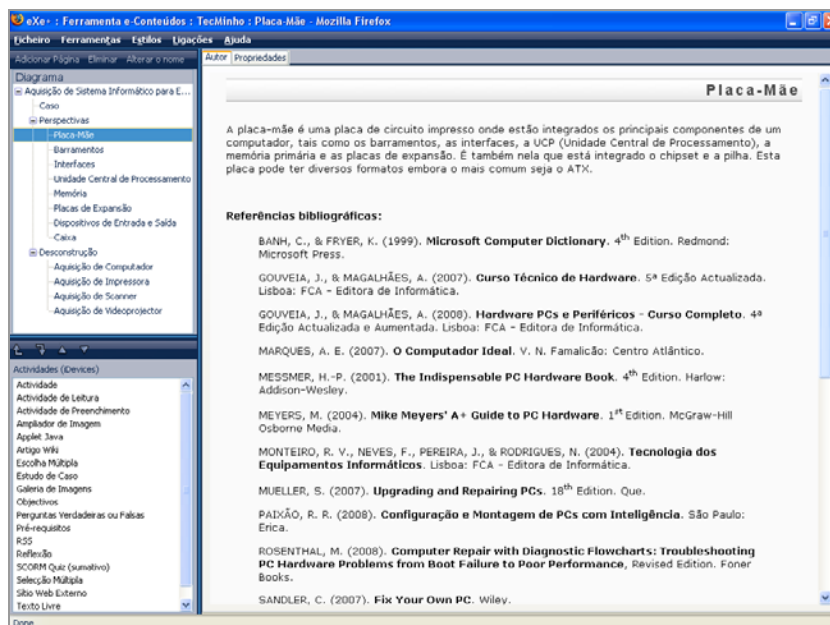 eXe+ : Ferramenta e-Conteúdos : TecMinho : Placa-Mãe - Mozilla Firefox
Ficheiro Ferramentas Estilos Ligações Ajuda
Adicionar Página Eliminar Alterar o nome
Diagrama
Aquisição de Sistema Informático para E...
Caso
Perspectivas
Placa-Mãe
Barramentos
Interfaces
Unidade Central de Processamento
Memória
Placas de Expansão
Dispositivos de Entrada e Saída
Caixa
Desconstrução
Aquisição de Computador
Aquisição de Impressora
Aquisição de Scanner
Aquisição de Videoprojector
Actividades (iDevices)
Actividade
Actividade de Leitura
Actividade de Preenchimento
Ampliador de Imagem
Applet Java
Artigo Wiki
Escolha Múltipla
Estudo de Caso
Galeria de Imagens
Objectivos
Perguntas Verdadeiras ou Falsas
Pré-requisitos
RSS
Reflexão
SCORM Quiz (sumativo)
Selecção Múltipla
Sítio Web Externo
Texto Livre
Autor Propriedades
Placa-Mãe
A placa-mãe é uma placa de circuito impresso onde estão integrados os principais componentes de um
computador, tais como os barramentos, as interfaces, a UCP (Unidade Central de Processamento), a
memória primária e as placas de expansão. É também nela que está integrado o chipset e a pilha. Esta
placa pode ter diversos formatos embora o mais comum seja o ATX.
Referências bibliográficas:
BANH, C., & FRYER, K. (1999). Microsoft Computer Dictionary. 4th Edition. Redmond:
Microsoft Press.
GOUVEIA, J., & MAGALHÃES, A. (2007). Curso Técnico de Hardware. 5ª Edição Actualizada.
Lisboa: FCA - Editora de Informática.
GOUVEIA, J., & MAGALHÃES, A. (2008). Hardware PCs e Periféricos - Curso Completo. 4ª
Edição Actualizada e Aumentada. Lisboa: FCA - Editora de Informática.
MARQUES, A. E. (2007). O Computador Ideal. V. N. Famalicão: Centro Atlântico.
MESSMER, H.-P. (2001). The Indispensable PC Hardware Book. 4th Edition. Harlow:
Addison-Wesley.
MEYERS, M. (2004). Mike Meyers' A+ Guide to PC Hardware. 1st Edition. McGraw-Hill
Osborne Media.
MONTEIRO, R. V., NEVES, F., PEREIRA, J., & RODRIGUES, N. (2004). Tecnologia dos
Equipamentos Informáticos. Lisboa: FCA - Editora de Informática.
MUELLER, S. (2007). Upgrading and Repairing PCs. 18th Edition. Que.
PAIXÃO, R. R. (2008). Configuração e Montagem de PCs com Inteligência. São Paulo:
Erica.
ROSENTHAL, M. (2008). Computer Repair with Diagnostic Flowcharts: Troubleshooting
PC Hardware Problems from Boot Failure to Poor Performance, Revised Edition. Foner
Books.
SANDLER, C. (2007). Fix Your Own PC. Wiley.
Done